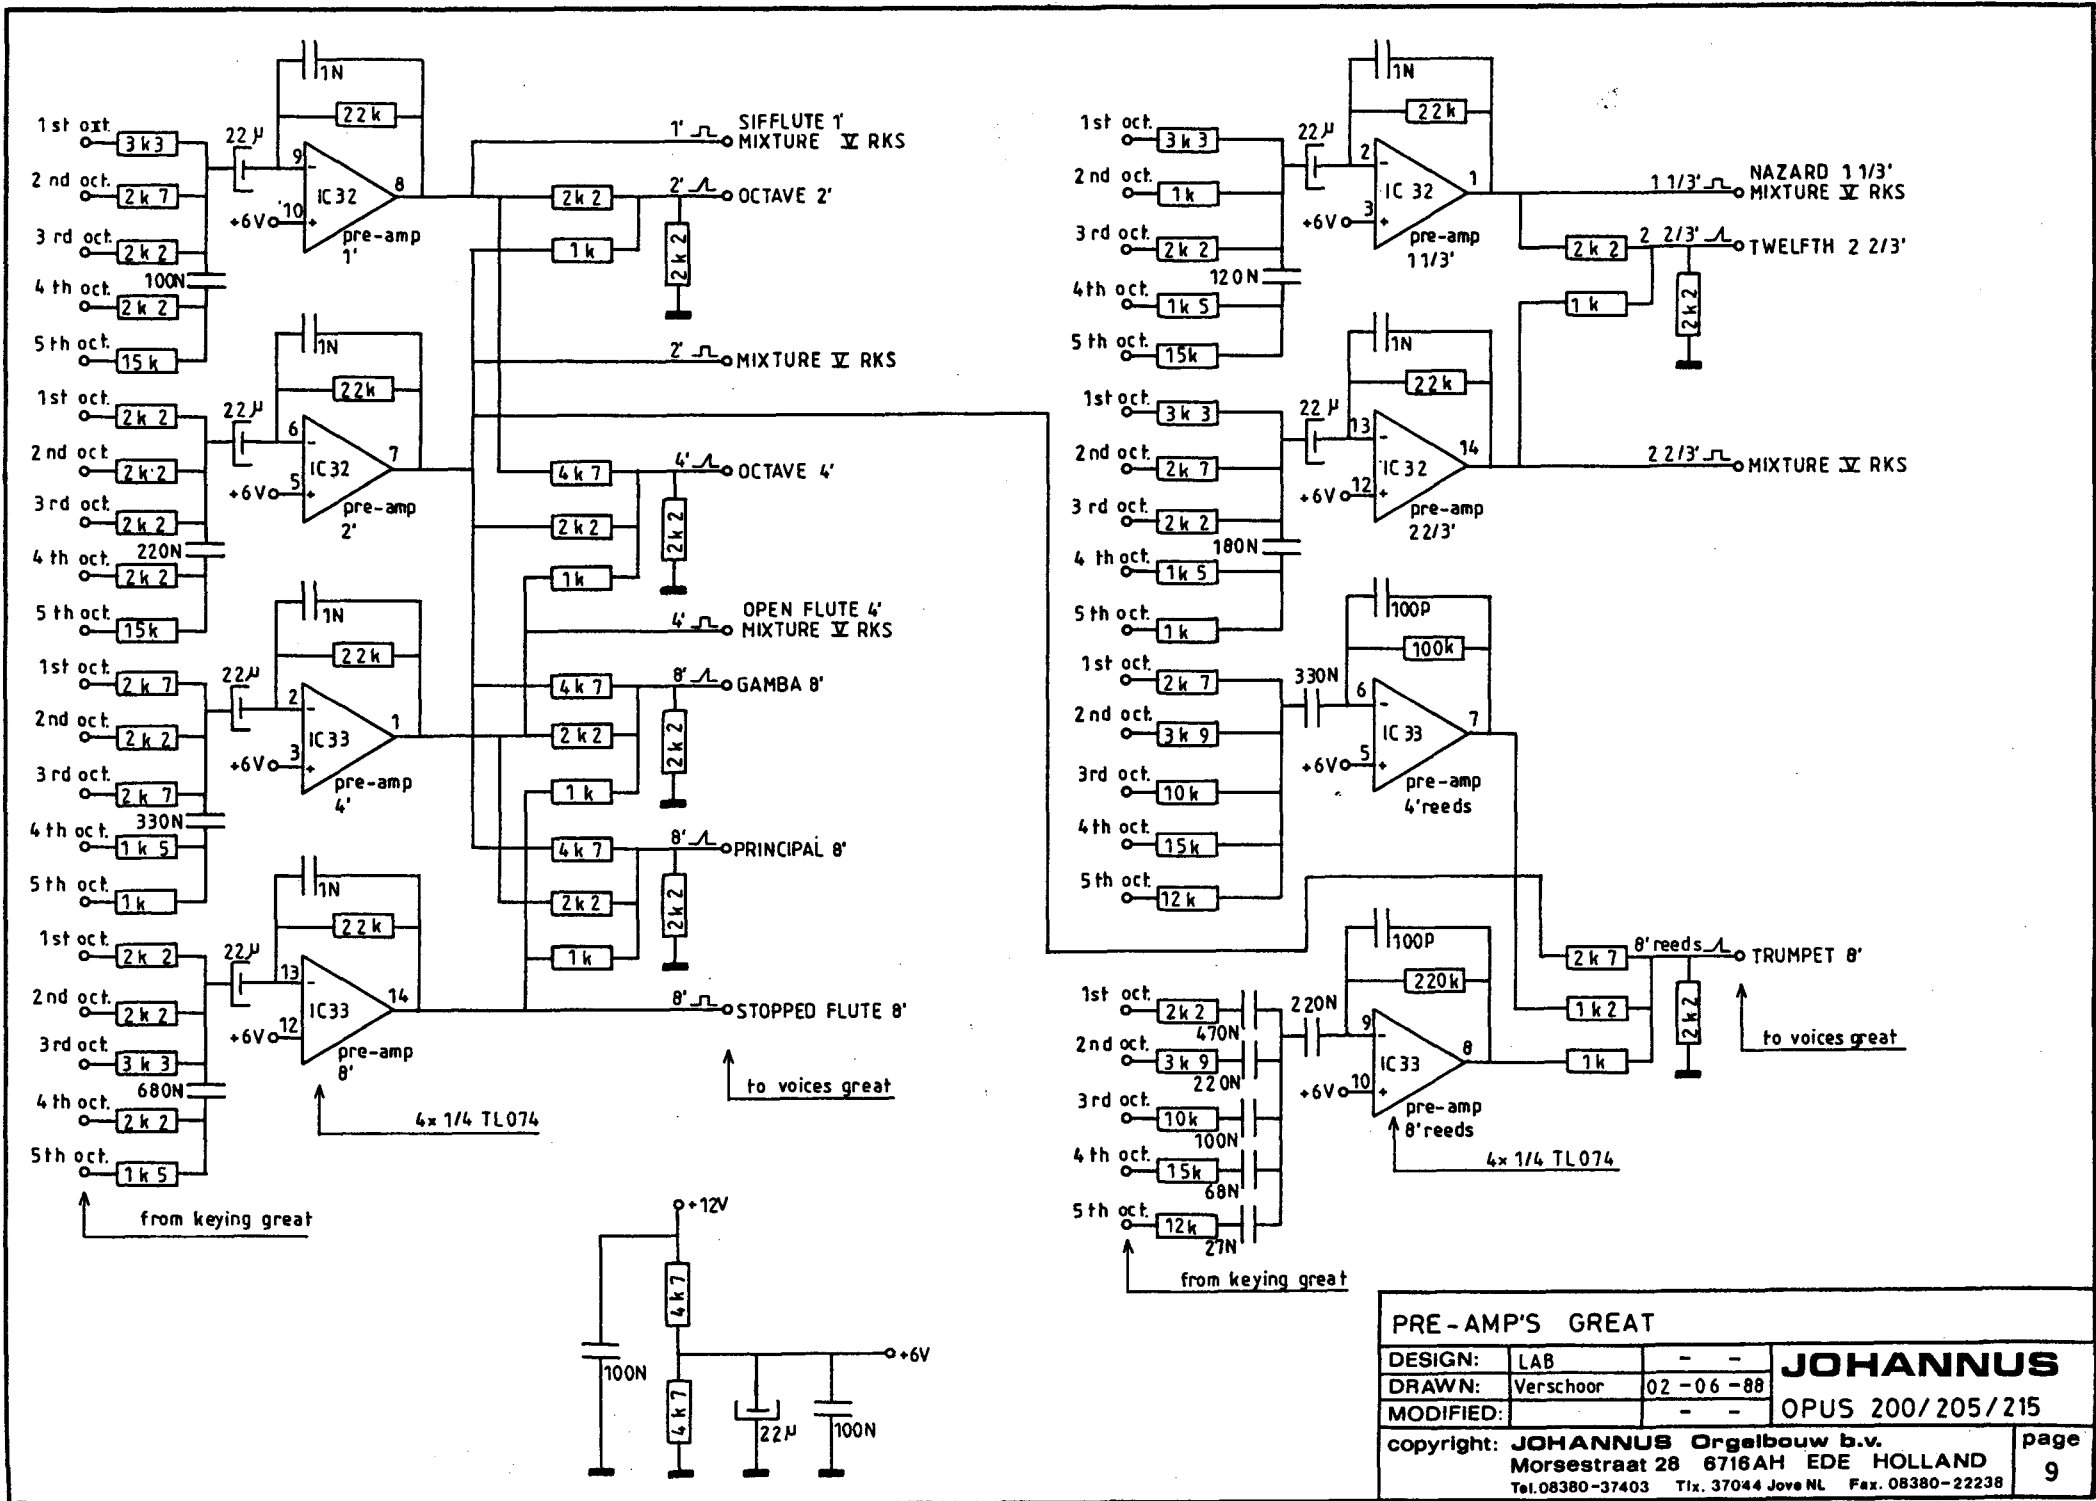 1N
22k
1st oxt.
3k3
22µ
2nd oct.
2k7
9
-
IC32
8
+6V
10
+
pre-amp
1'
3rd oct.
2k2
100N
4th oct.
2k2
5th oct.
15k
1' SIFFLUTE 1'
MIXTURE V RKS
2k2
2' OCTAVE 2'
1k
2k2
1N
22k
1st oct.
2k2
22µ
2nd oct.
2k2
6
-
IC32
7
+6V
5
+
pre-amp
2'
3rd oct.
2k2
220N
4th oct.
2k2
5th oct.
15k
2' MIXTURE V RKS
4k7
4' OCTAVE 4'
2k2
1k
2k2
4' OPEN FLUTE 4'
MIXTURE V RKS
1N
22k
1st oct.
2k7
22µ
2nd oct.
2k2
2
-
IC33
1
+6V
3
+
pre-amp
4'
3rd oct.
2k7
330N
4th oct.
1k5
5th oct.
1k
4k7
8' GAMBA 8'
2k2
1k
2k2
4k7
8' PRINCIPAL 8'
2k2
1k
2k2
1N
22k
1st oct.
2k2
22µ
2nd oct.
2k2
13
-
IC33
14
+6V
12
+
pre-amp
8'
3rd oct.
3k3
680N
4th oct.
2k2
5th oct.
1k5
8' STOPPED FLUTE 8'
to voices great
4x 1/4 TL074
from keying great
+12V
4k7
100N
+6V
4k7
22µ
100N
1N
22k
1st oct.
3k3
22µ
2nd oct.
1k
2
-
IC32
1
+6V
3
+
pre-amp
1 1/3'
3rd oct.
2k2
120N
4th oct.
1k5
5th oct.
15k
1 1/3' NAZARD 1 1/3'
MIXTURE V RKS
2k2
2 2/3' TWELFTH 2 2/3'
1k
2k2
1N
22k
1st oct.
3k3
22µ
2nd oct.
2k7
13
-
IC32
14
+6V
12
+
pre-amp
2 2/3'
3rd oct.
2k2
180N
4th oct.
1k5
5th oct.
1k
2 2/3' MIXTURE V RKS
100P
100k
1st oct.
2k7
330N
2nd oct.
3k9
6
-
IC33
7
+6V
5
+
pre-amp
4'reeds
3rd oct.
10k
4th oct.
15k
5th oct.
12k
100P
220k
1st oct.
2k2
470N
220N
2nd oct.
3k9
220N
9
-
IC33
8
+6V
10
+
pre-amp
8'reeds
3rd oct.
10k
100N
4th oct.
15k
68N
5th oct.
12k
27N
2k7
8'reeds TRUMPET 8'
1k2
1k
2k2
to voices great
4x 1/4 TL074
from keying great
PRE-AMP'S GREAT
DESIGN: LAB - -
DRAWN: Verschoor 02-06-88
MODIFIED: - -
JOHANNUS
OPUS 200/205/215
copyright: JOHANNUS Orgelbouw b.v.
Morsestraat 28 6716AH EDE HOLLAND
Tel.08380-37403 Tlx. 37044 Jove NL Fax. 08380-22238
page
9